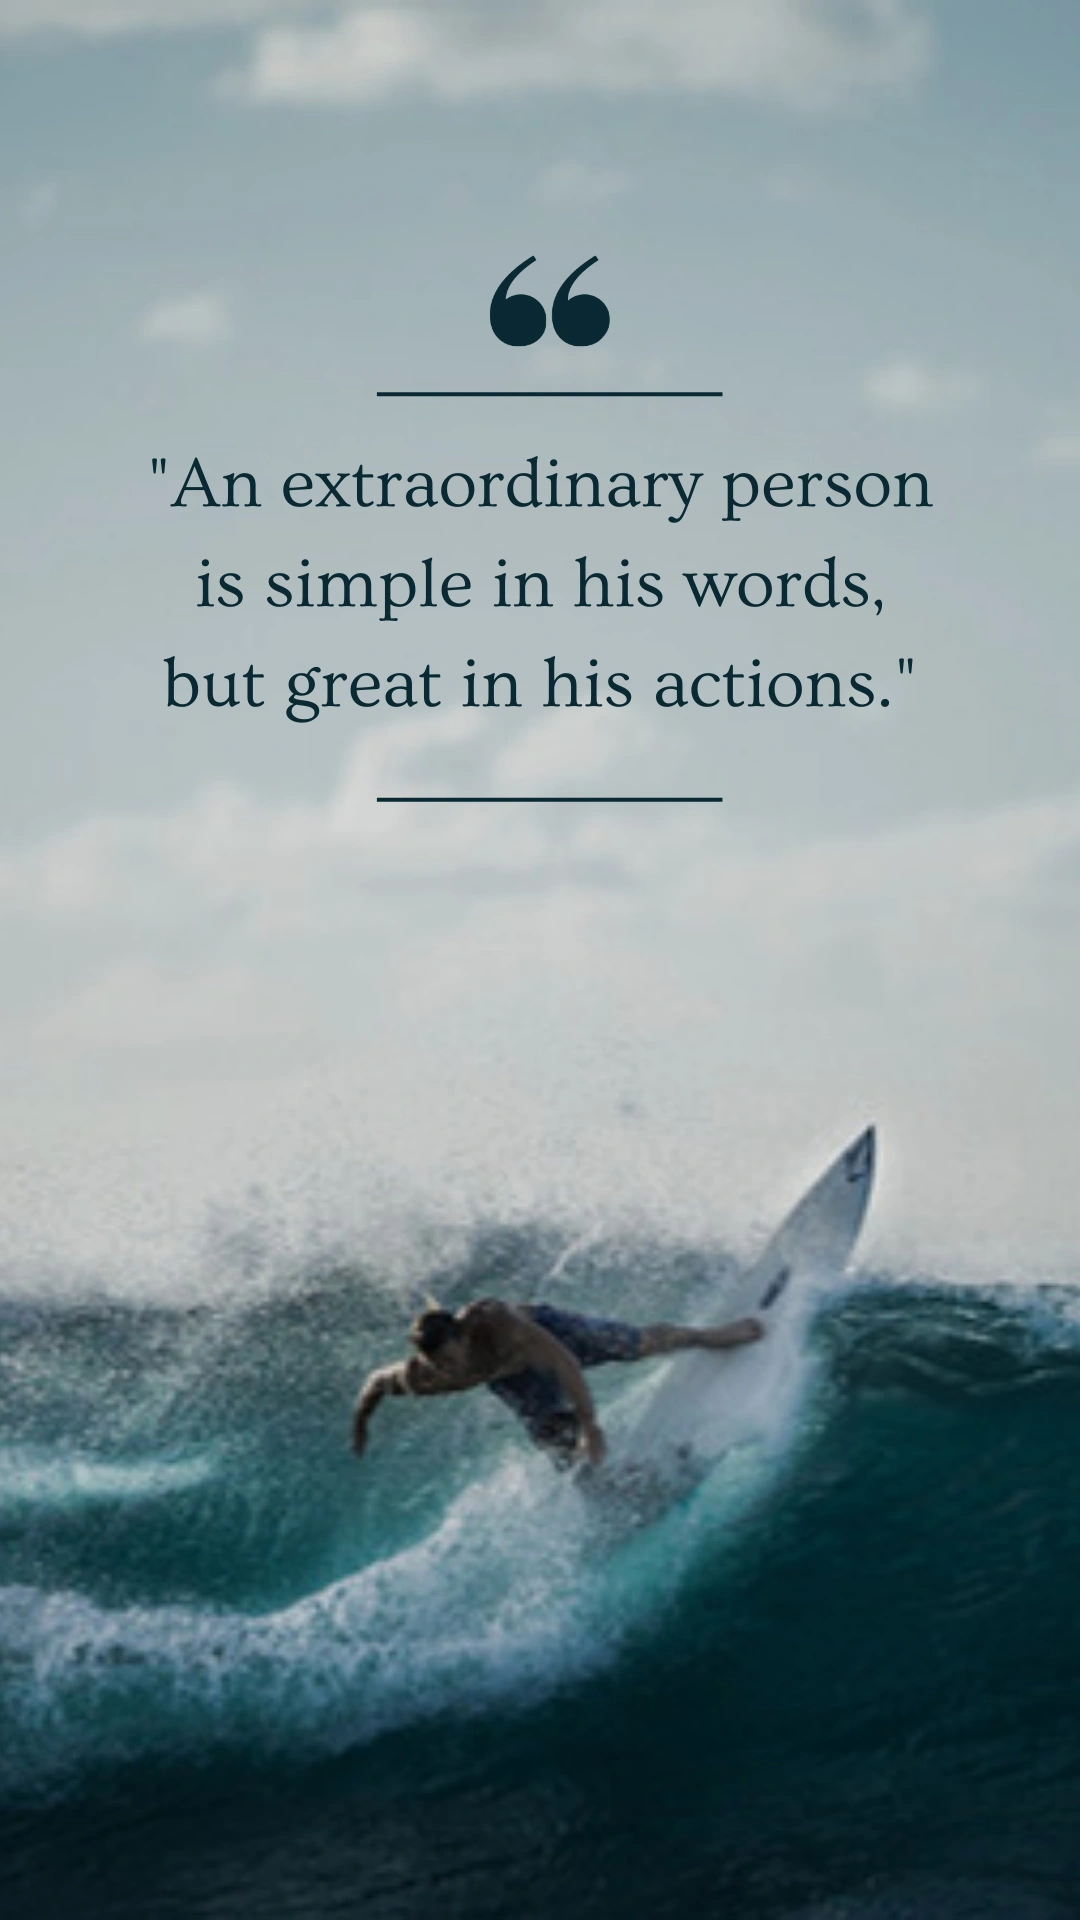 "An extraordinary person
is simple in his words,
but great in his actions."